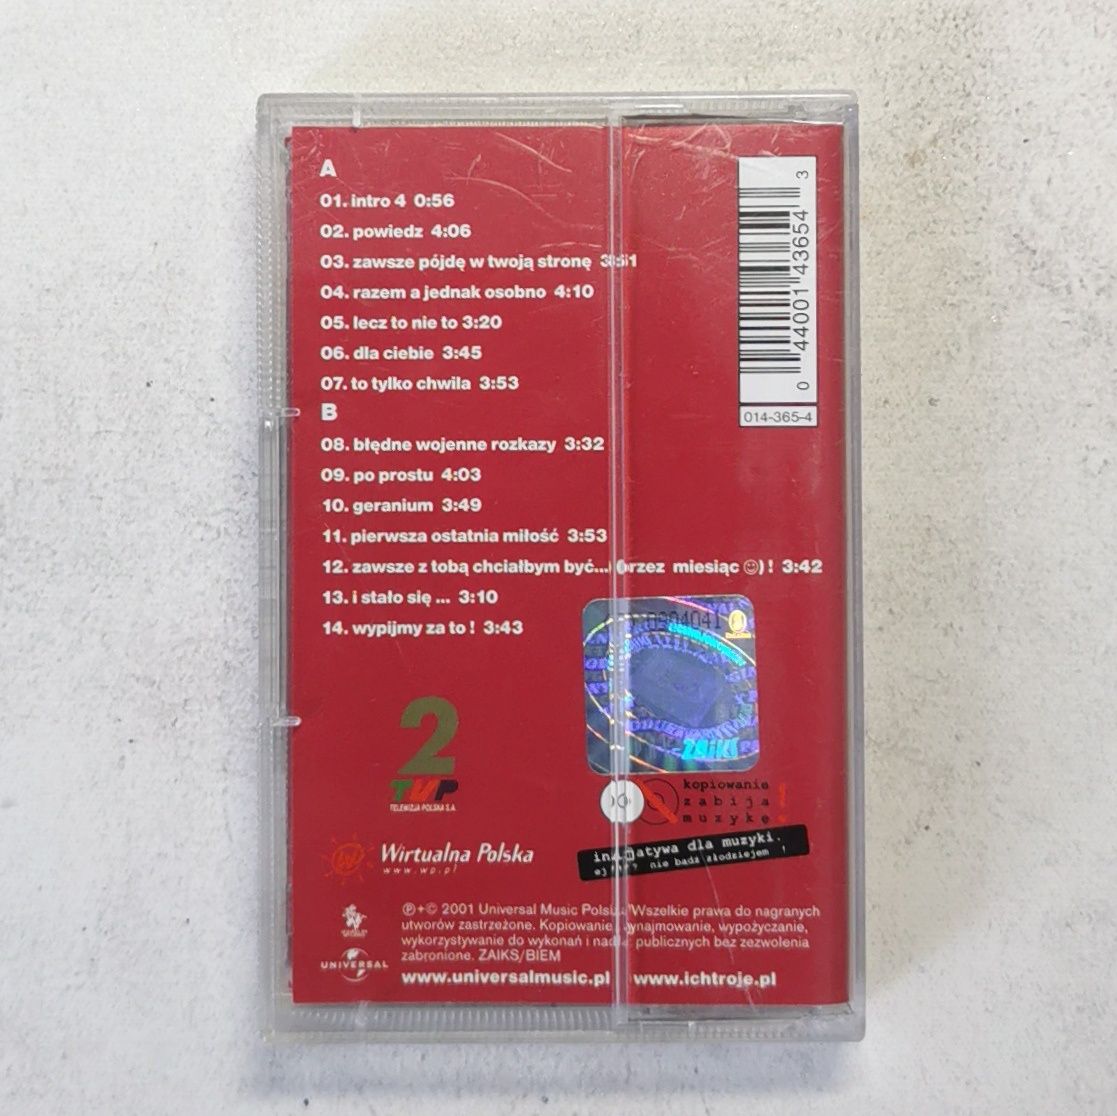 A
01. intro 4 0:56
02. powiedz 4:06
03. zawsze pójdę w twoją stronę
04. razem a jednak osobno 4:10
05. lecz to nie to 3:20
06. dla ciebie 3:45
07. to tylko chwila 3:53
B
08. błędne wojenne rozkazy 3:32
09. po prostu 4:03
10. geranium 3:49
11. pierwsza ostatnia miłość 3:53
12. zawsze z tobą chciałbym być... (przez miesiąc ☺) ! 3:42
13. i stało się ... 3:10
14. wypijmy za to ! 3:43
0 44001 43654 3
014-365-4
ZAiKS
2
TVP
TELEWIZJA POLSKA S.A.
kopiowanie
zabija
muzykę
Wirtualna Polska
www.wp.pl
inicjatywa dla muzyki.
nie bądź złodziejem !
℗+© 2001 Universal Music Polska Wszelkie prawa do nagranych
utworów zastrzeżone. Kopiowanie, wynajmowanie, wypożyczanie,
wykorzystywanie do wykonań i nadań publicznych bez zezwolenia
zabronione. ZAIKS/BIEM
UNIVERSAL
www.universalmusic.pl www.ichtroje.pl